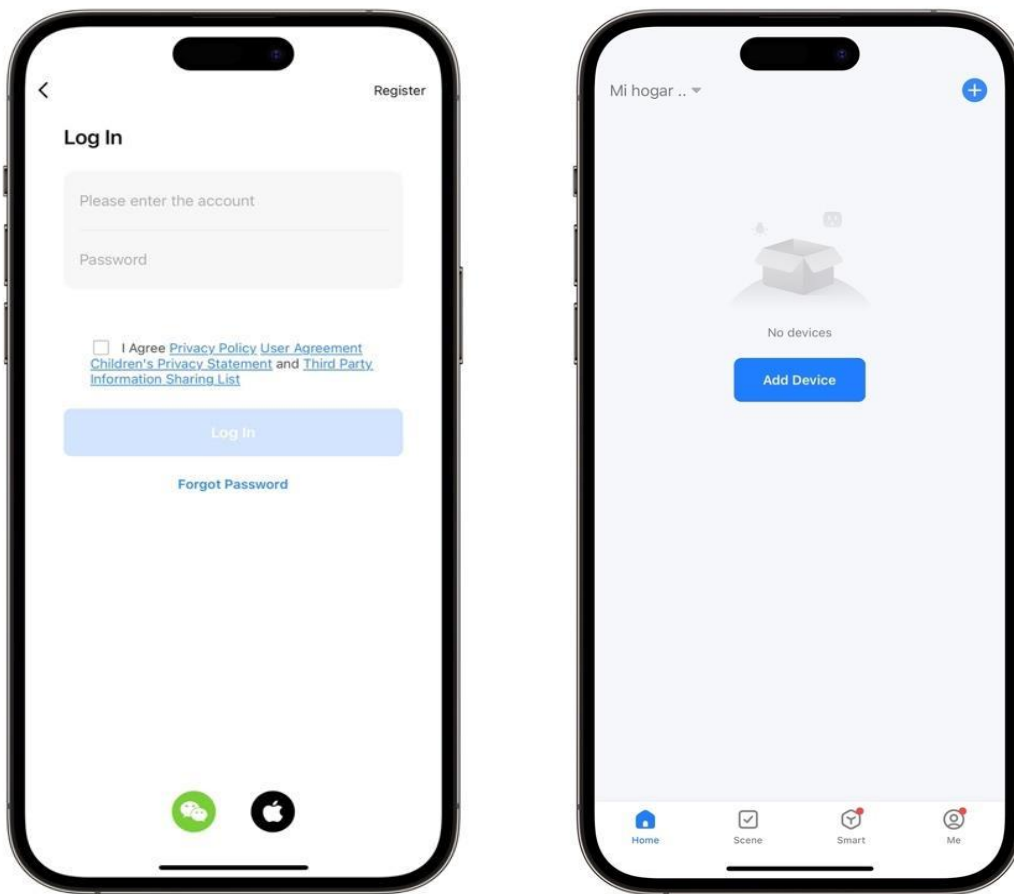 Register
Log In
Please enter the account
Password
I Agree Privacy Policy User Agreement
Children's Privacy Statement and Third Party
Information Sharing List
Log In
Forgot Password
Mi hogar ..
No devices
Add Device
Home
Scene
Smart
Me